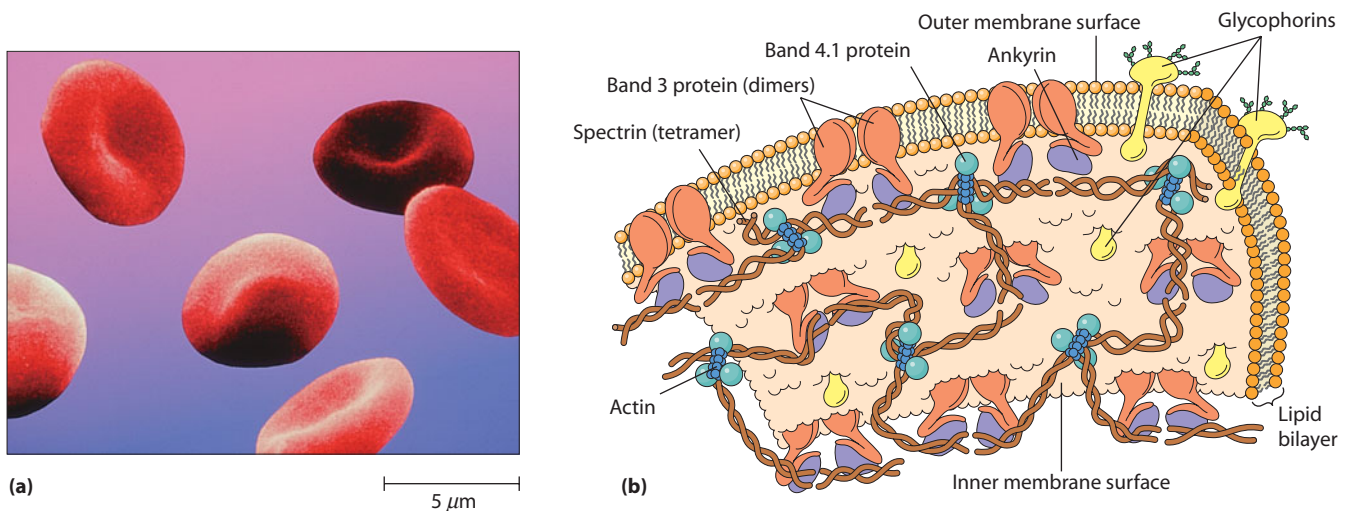 Outer membrane surface
Glycophorins
Band 4.1 protein
Ankyrin
Band 3 protein (dimers)
Spectrin (tetramer)
Actin
Lipid
bilayer
Inner membrane surface
(a)
5 μm
(b)